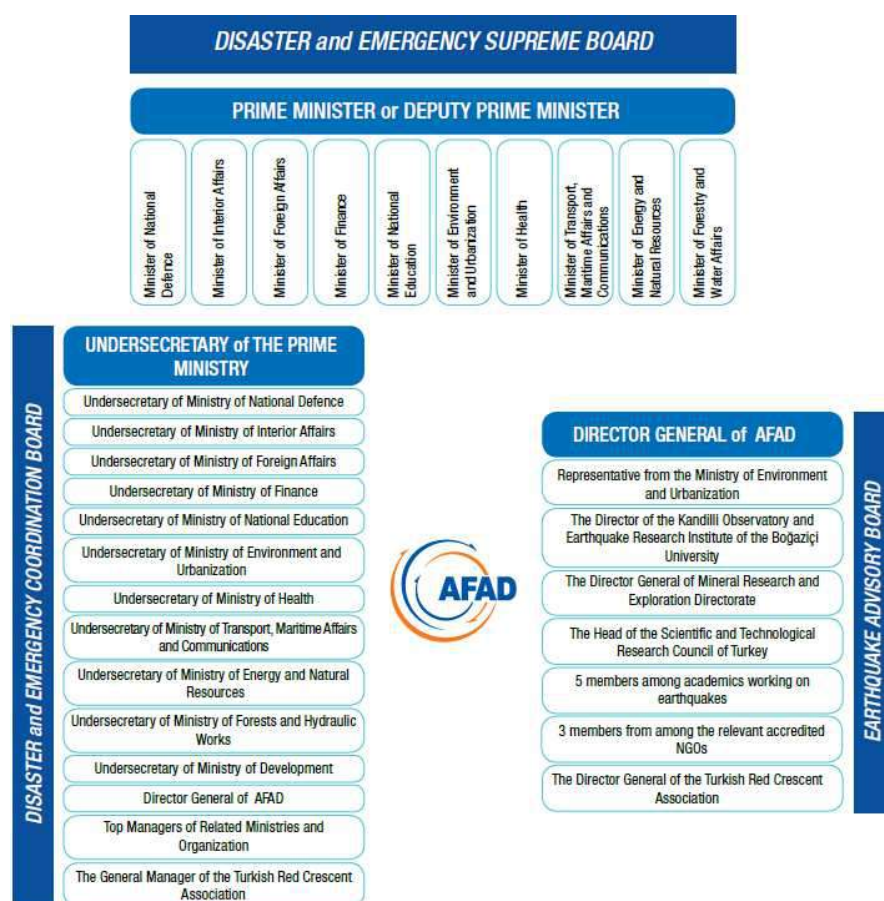 DISASTER and EMERGENCY SUPREME BOARD
PRIME MINISTER or DEPUTY PRIME MINISTER
Minister of National
Defence
Minister of Interior Affairs
Minister of Foreign Affairs
Minister of Finance
Minister of National
Education
Minister of Environment
and Urbanization
Minister of Health
Minister of Transport,
Maritime Affairs and
Communications
Minister of Energy and
Natural Resources
Minister of Forestry and
Water Affairs
DISASTER and EMERGENCY COORDINATION BOARD
UNDERSECRETARY of THE PRIME
MINISTRY
Undersecretary of Ministry of National Defence
Undersecretary of Ministry of Interior Affairs
Undersecretary of Ministry of Foreign Affairs
Undersecretary of Ministry of Finance
Undersecretary of Ministry of National Education
Undersecretary of Ministry of Environment and
Urbanization
Undersecretary of Ministry of Health
Undersecretary of Ministry of Transport, Maritime Affairs
and Communications
Undersecretary of Ministry of Energy and Natural
Resources
Undersecretary of Ministry of Forests and Hydraulic
Works
Undersecretary of Ministry of Development
Director General of AFAD
Top Managers of Related Ministries and
Organization
The General Manager of the Turkish Red Crescent
Association
AFAD
DIRECTOR GENERAL of AFAD
Representative from the Ministry of Environment
and Urbanization
The Director of the Kandilli Observatory and
Earthquake Research Institute of the Boğaziçi
University
The Director General of Mineral Research and
Exploration Directorate
The Head of the Scientific and Technological
Research Council of Turkey
5 members among academics working on
earthquakes
3 members from among the relevant accredited
NGOs
The Director General of the Turkish Red Crescent
Association
EARTHQUAKE ADVISORY BOARD